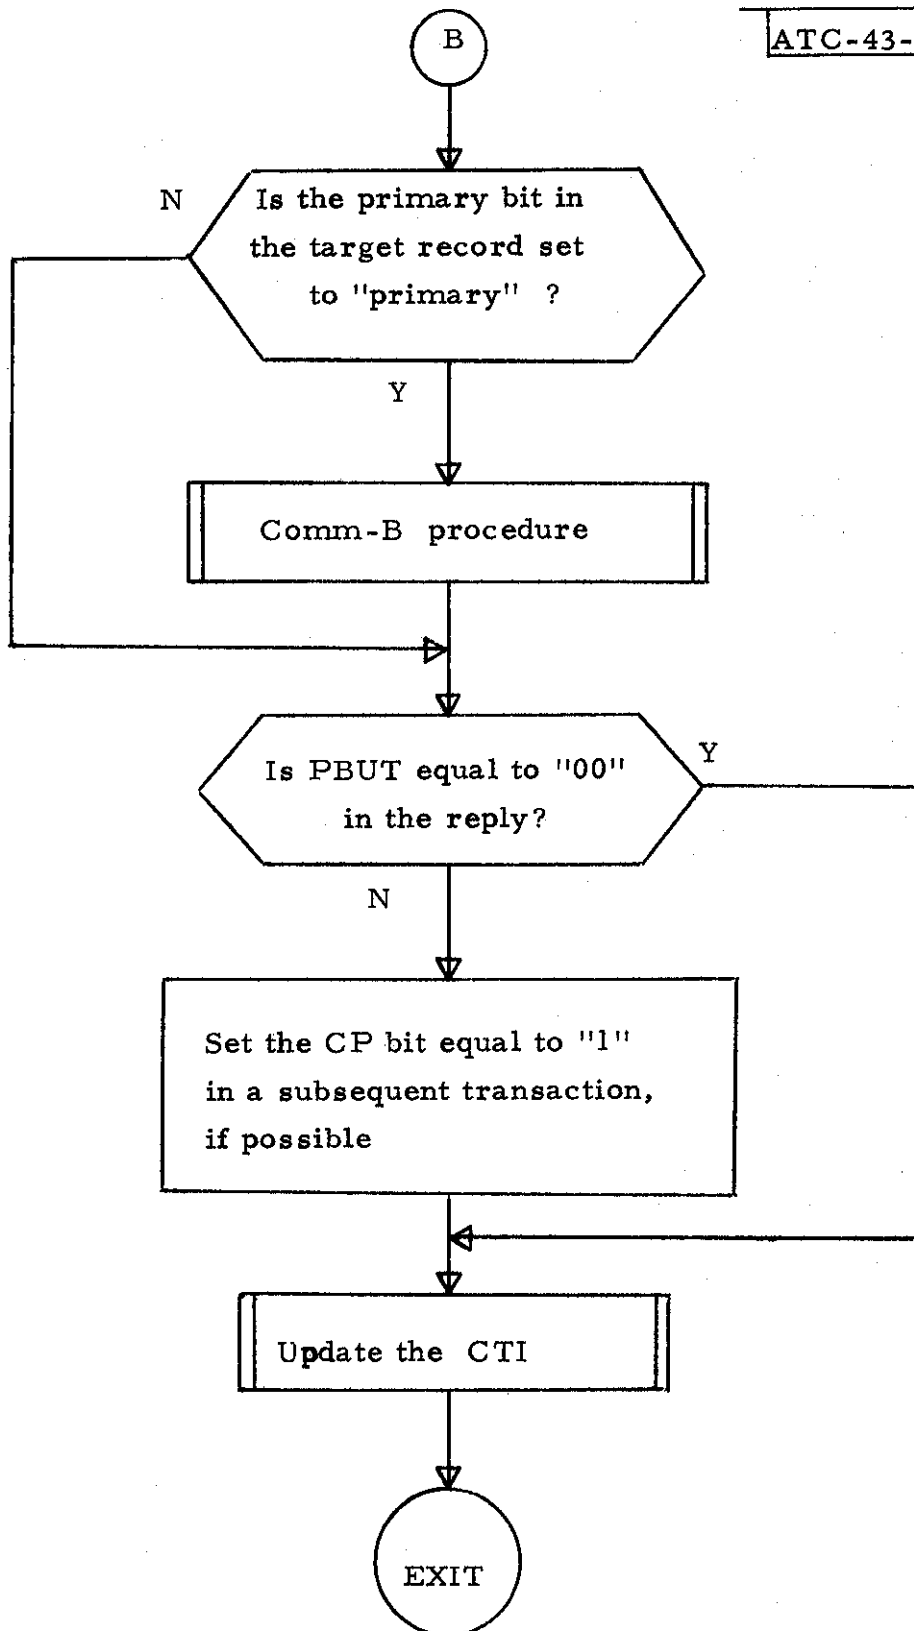 B
ATC-43-
N
Is the primary bit in
the target record set
to "primary" ?
Y
Comm-B procedure
Is PBUT equal to "00"
in the reply?
Y
N
Set the CP bit equal to "1"
in a subsequent transaction,
if possible
Update the CTI
EXIT